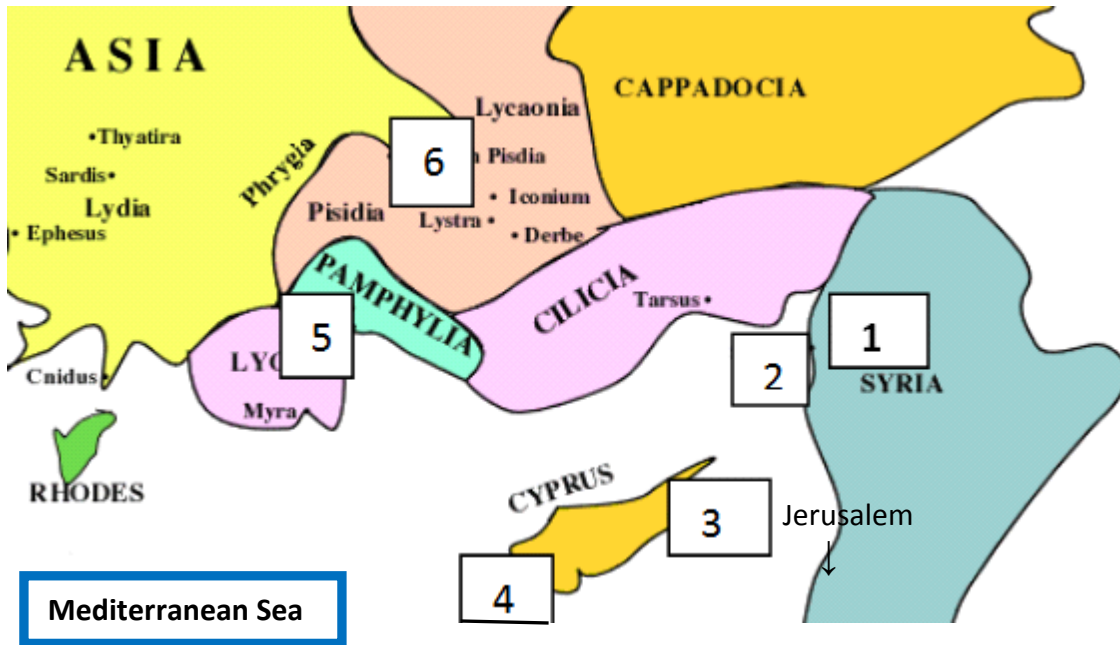 ASIA
CAPPADOCIA
Lycaonia
•Thyatira
6
n Pisdia
Phrygia
Sardis•
• Iconium
Lydia
Pisidia
Lystra •
• Ephesus
• Derbe
PAMPHYLIA
CILICIA
Tarsus•
5
1
LYC
2
SYRIA
Cnidus•
Myra
RHODES
CYPRUS
3
Jerusalem
↓
4
Mediterranean Sea